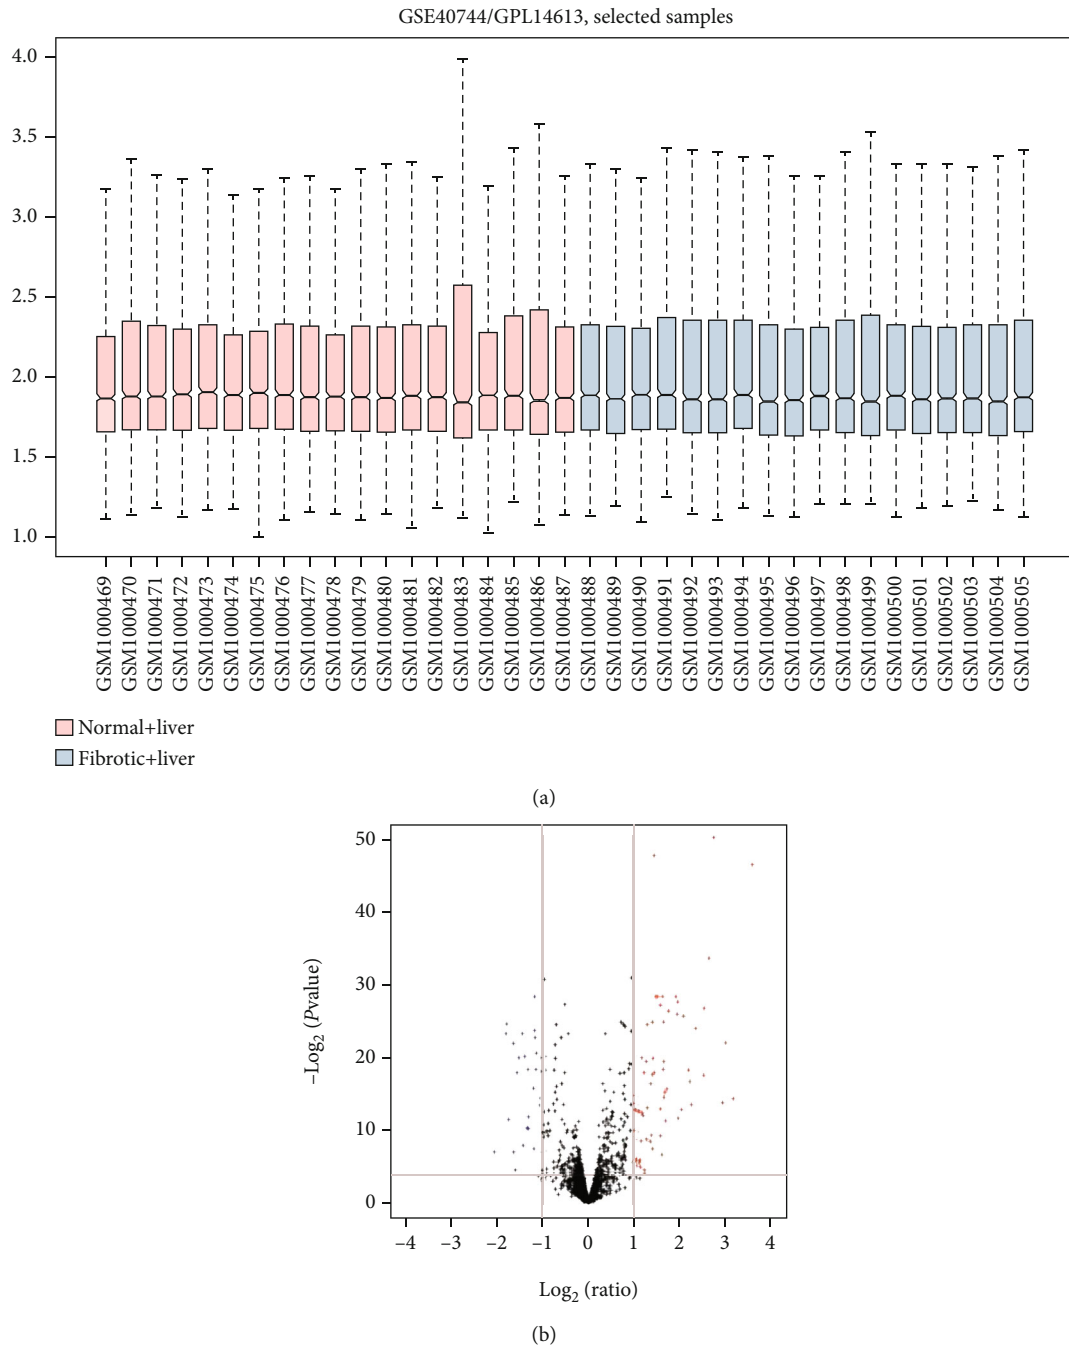 GSE40744/GPL14613, selected samples
4.0
3.5
3.0
2.5
2.0
1.5
1.0
GSM1000469
GSM1000470
GSM1000471
GSM1000472
GSM1000473
GSM1000474
GSM1000475
GSM1000476
GSM1000477
GSM1000478
GSM1000479
GSM1000480
GSM1000481
GSM1000482
GSM1000483
GSM1000484
GSM1000485
GSM1000486
GSM1000487
GSM1000488
GSM1000489
GSM1000490
GSM1000491
GSM1000492
GSM1000493
GSM1000494
GSM1000495
GSM1000496
GSM1000497
GSM1000498
GSM1000499
GSM1000500
GSM1000501
GSM1000502
GSM1000503
GSM1000504
GSM1000505
Normal+liver
Fibrotic+liver
(a)
50
40
30
20
10
0
–Log2 (Pvalue)
–4 –3 –2 –1 0 1 2 3 4
Log2 (ratio)
(b)